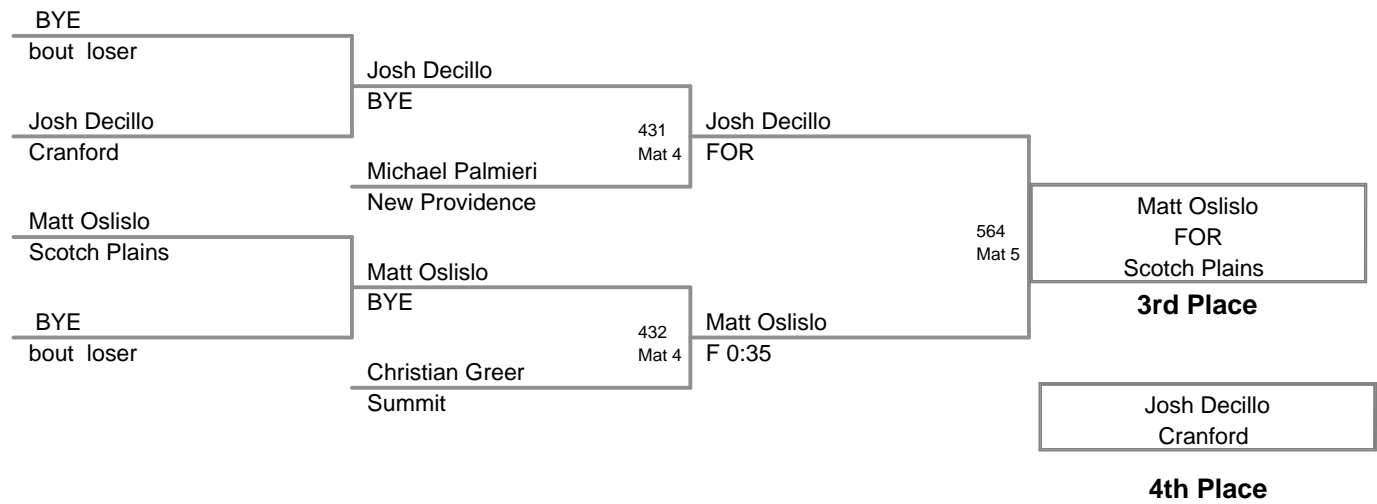 BYE
bout loser
Josh Decillo
BYE
Josh Decillo
Cranford
431
Mat 4
Josh Decillo
FOR
Michael Palmieri
New Providence
Matt Oslislo
Scotch Plains
564
Mat 5
Matt Oslislo
FOR
Scotch Plains
3rd Place
Matt Oslislo
BYE
BYE
bout loser
432
Mat 4
Matt Oslislo
F 0:35
Christian Greer
Summit
Josh Decillo
Cranford
4th Place